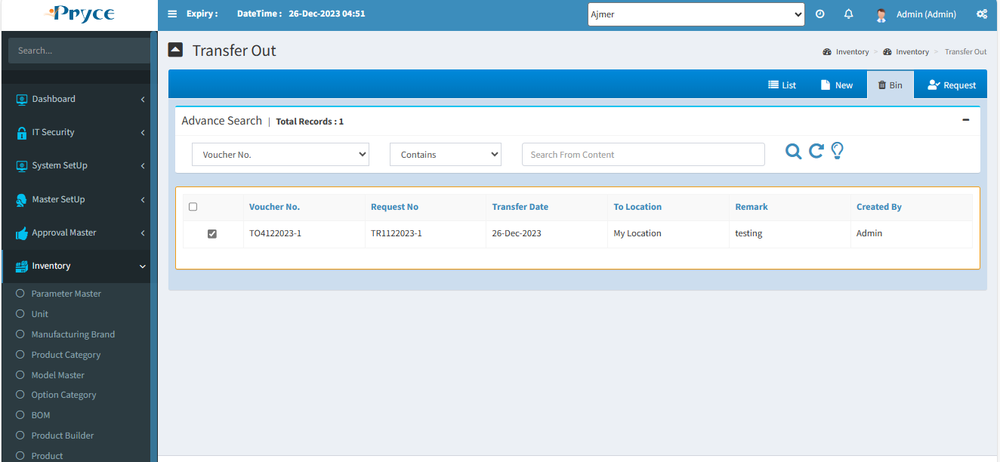 Pryce
Expiry :
DateTime : 26-Dec-2023 04:51
Ajmer
Admin (Admin)
Search...
Transfer Out
Inventory > Inventory > Transfer Out
List
New
Bin
Request
Advance Search | Total Records : 1
Voucher No.
Contains
Search From Content
Voucher No. Request No Transfer Date To Location Remark Created By
TO4122023-1 TR1122023-1 26-Dec-2023 My Location testing Admin
Dashboard
IT Security
System SetUp
Master SetUp
Approval Master
Inventory
Parameter Master
Unit
Manufacturing Brand
Product Category
Model Master
Option Category
BOM
Product Builder
Product